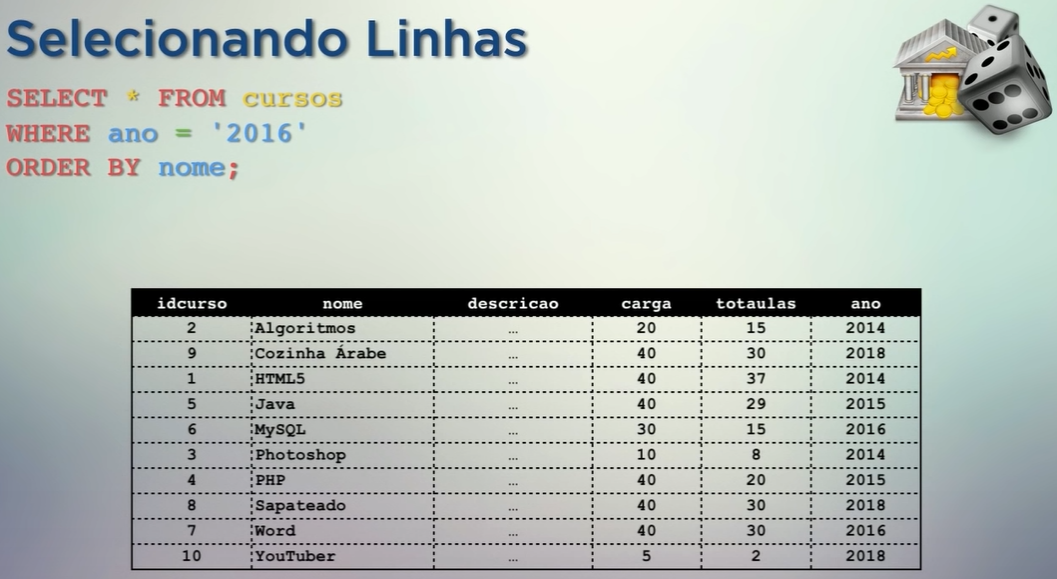 Selecionando Linhas
SELECT * FROM cursos
WHERE ano = '2016'
ORDER BY nome;
idcurso nome descricao carga totaulas ano
2 Algoritmos … 20 15 2014
9 Cozinha Árabe … 40 30 2018
1 HTML5 … 40 37 2014
5 Java … 40 29 2015
6 MySQL … 30 15 2016
3 Photoshop … 10 8 2014
4 PHP … 40 20 2015
8 Sapateado … 40 30 2018
7 Word … 40 30 2016
10 YouTuber … 5 2 2018